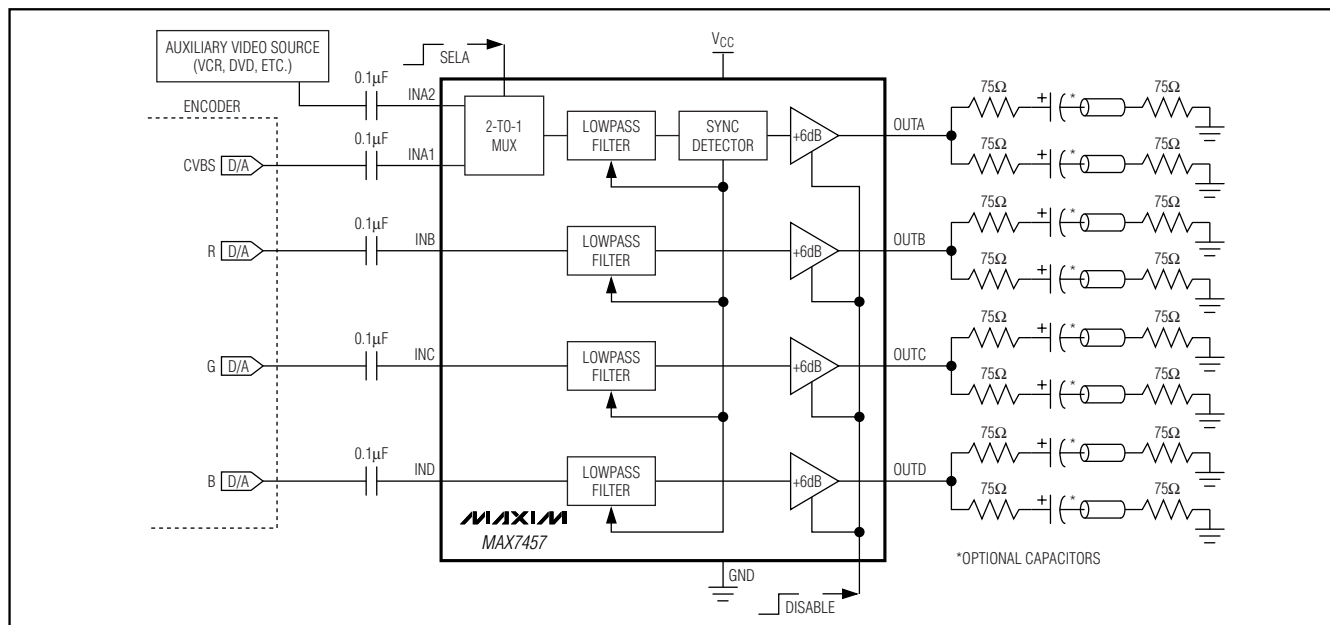 AUXILIARY VIDEO SOURCE
(VCR, DVD, ETC.)
SELA
VCC
0.1μF
INA2
ENCODER
0.1μF
INA1
CVBS
D/A
2-TO-1
MUX
LOWPASS
FILTER
SYNC
DETECTOR
+6dB
OUTA
75Ω
+
*
75Ω
75Ω
+
*
75Ω
R
D/A
0.1μF
INB
LOWPASS
FILTER
+6dB
OUTB
75Ω
+
*
75Ω
75Ω
+
*
75Ω
G
D/A
0.1μF
INC
LOWPASS
FILTER
+6dB
OUTC
75Ω
+
*
75Ω
75Ω
+
*
75Ω
B
D/A
0.1μF
IND
LOWPASS
FILTER
+6dB
OUTD
75Ω
+
*
75Ω
75Ω
+
*
75Ω
MAXIM
MAX7457
*OPTIONAL CAPACITORS
GND
DISABLE